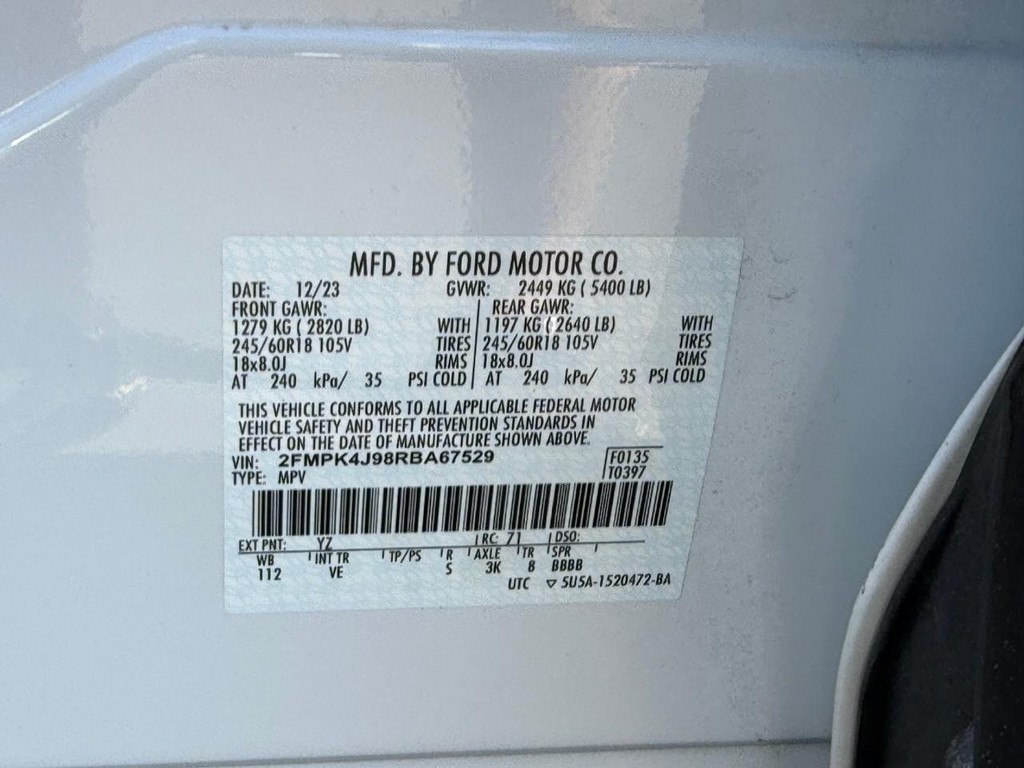 MFD. BY FORD MOTOR CO.
DATE: 12/23 GVWR: 2449 KG ( 5400 LB)
FRONT GAWR: REAR GAWR:
1279 KG ( 2820 LB) WITH 1197 KG ( 2640 LB) WITH
245/60R18 105V TIRES 245/60R18 105V TIRES
18x8.0J RIMS 18x8.0J RIMS
AT 240 kPa/ 35 PSI COLD AT 240 kPa/ 35 PSI COLD
THIS VEHICLE CONFORMS TO ALL APPLICABLE FEDERAL MOTOR
VEHICLE SAFETY AND THEFT PREVENTION STANDARDS IN
EFFECT ON THE DATE OF MANUFACTURE SHOWN ABOVE.
VIN: 2FMPK4J98RBA67529 F0135
TYPE: MPV T0397
EXT PNT: YZ RC: 71 DSO:
WB INT TR TP/PS R AXLE TR SPR
112 VE S 3K 8 BBBB
UTC ▽ 5U5A-1520472-BA